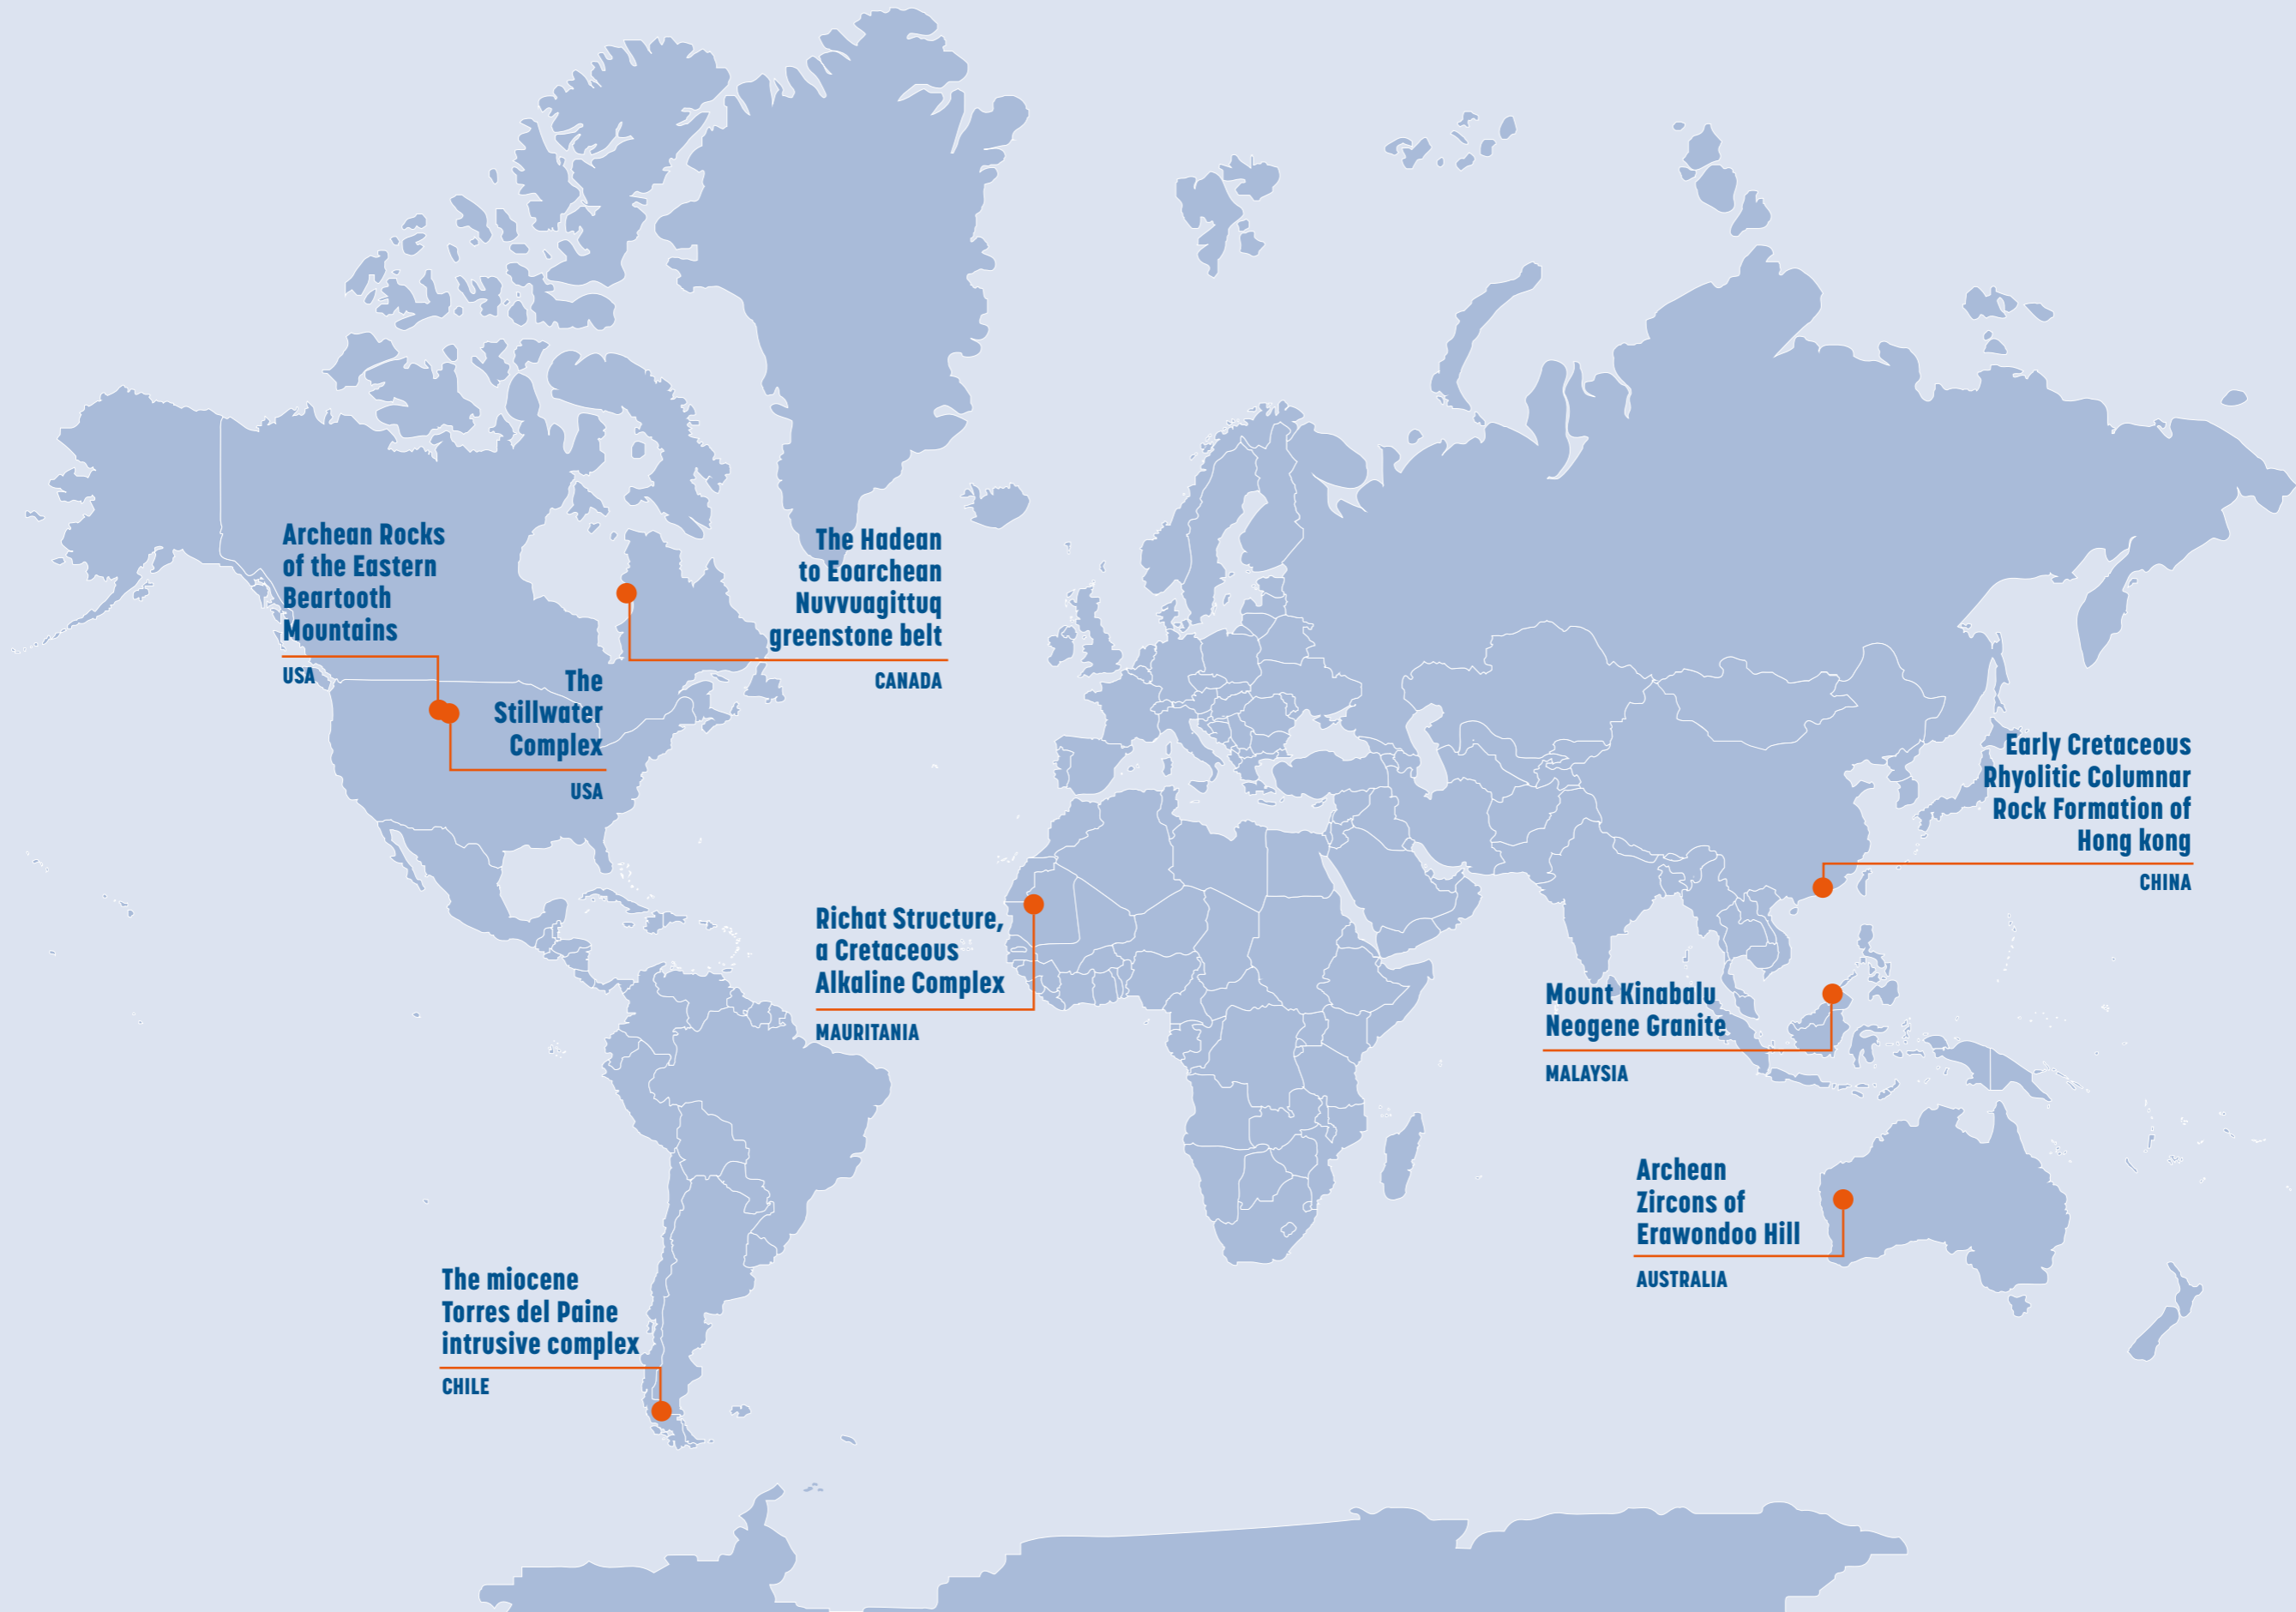 Archean Rocks
of the Eastern
Beartooth
Mountains
USA
The
Stillwater
Complex
USA
The Hadean
to Eoarchean
Nuvvuagittuq
greenstone belt
CANADA
Early Cretaceous
Rhyolitic Columnar
Rock Formation of
Hong kong
CHINA
Richat Structure,
a Cretaceous
Alkaline Complex
MAURITANIA
Mount Kinabalu
Neogene Granite
MALAYSIA
Archean
Zircons of
Erawondoo Hill
AUSTRALIA
The miocene
Torres del Paine
intrusive complex
CHILE